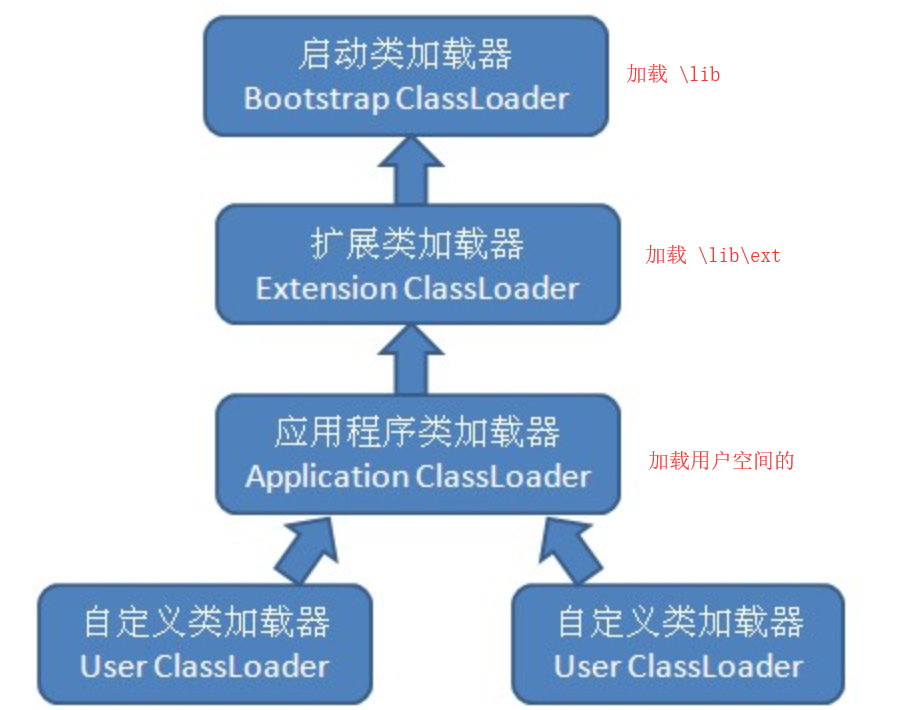 启动类加载器
Bootstrap ClassLoader
加载 \lib
扩展类加载器
Extension ClassLoader
加载 \lib\ext
应用程序类加载器
Application ClassLoader
加载用户空间的
自定义类加载器
User ClassLoader
自定义类加载器
User ClassLoader